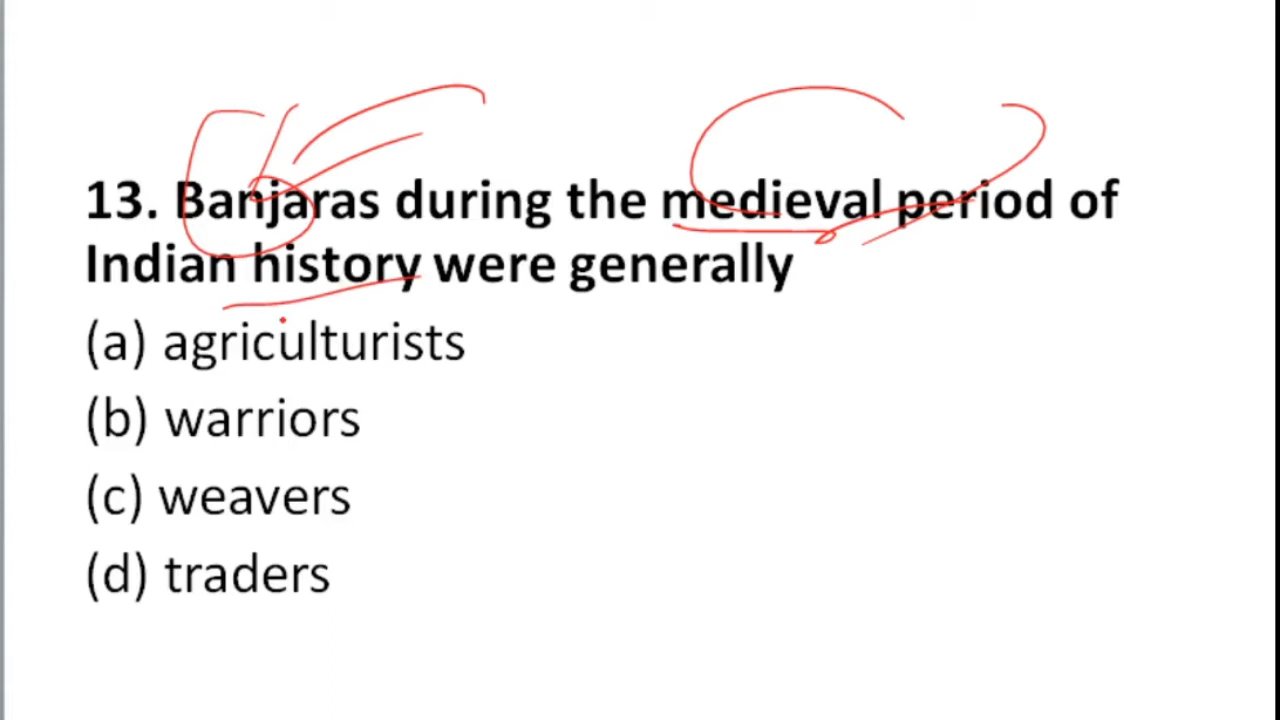 13. Banjaras during the medieval period of
Indian history were generally
(a) agriculturists
(b) warriors
(c) weavers
(d) traders